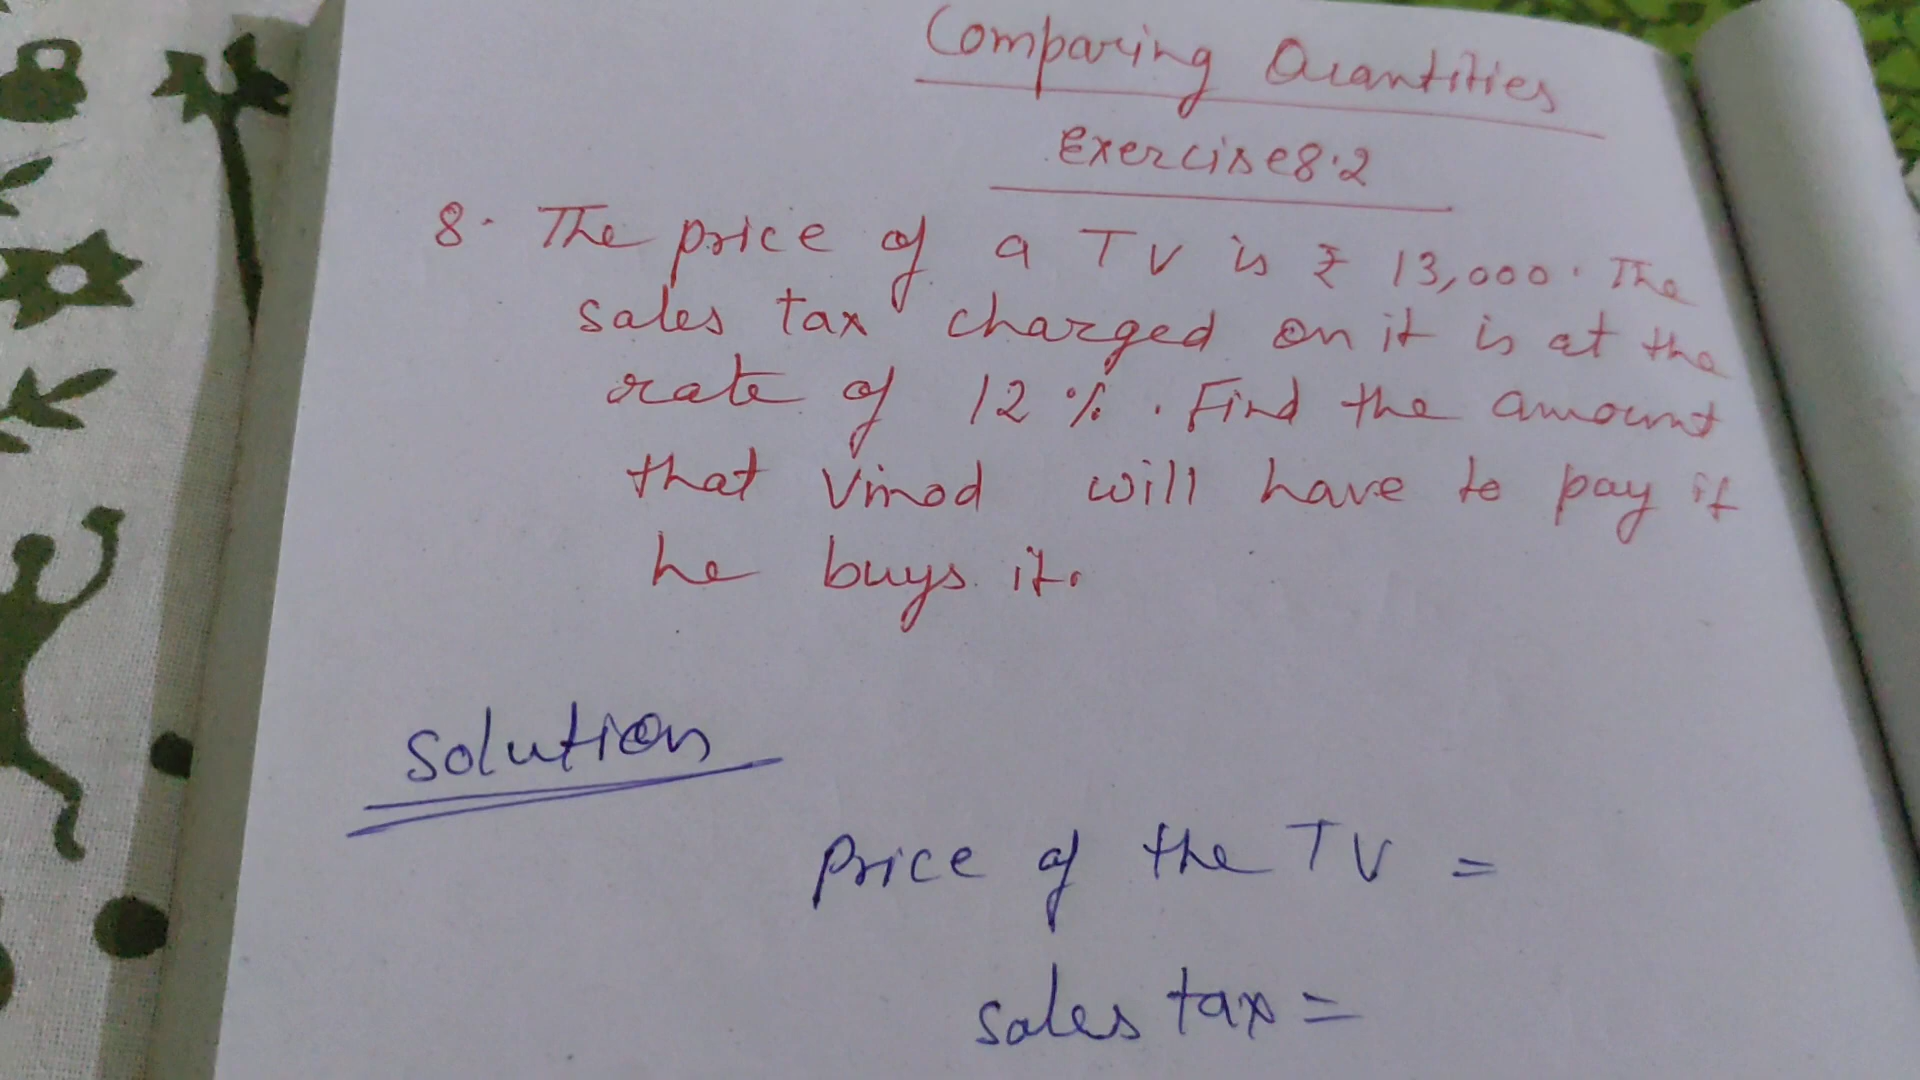 Comparing Quantities
Exercise 8.2
8. The price of a TV is ₹ 13,000. The
sales tax charged on it is at the
rate of 12%. Find the amount
that Vinod will have to pay if
he buys it.
Solution
Price of the TV =
Sales tax =